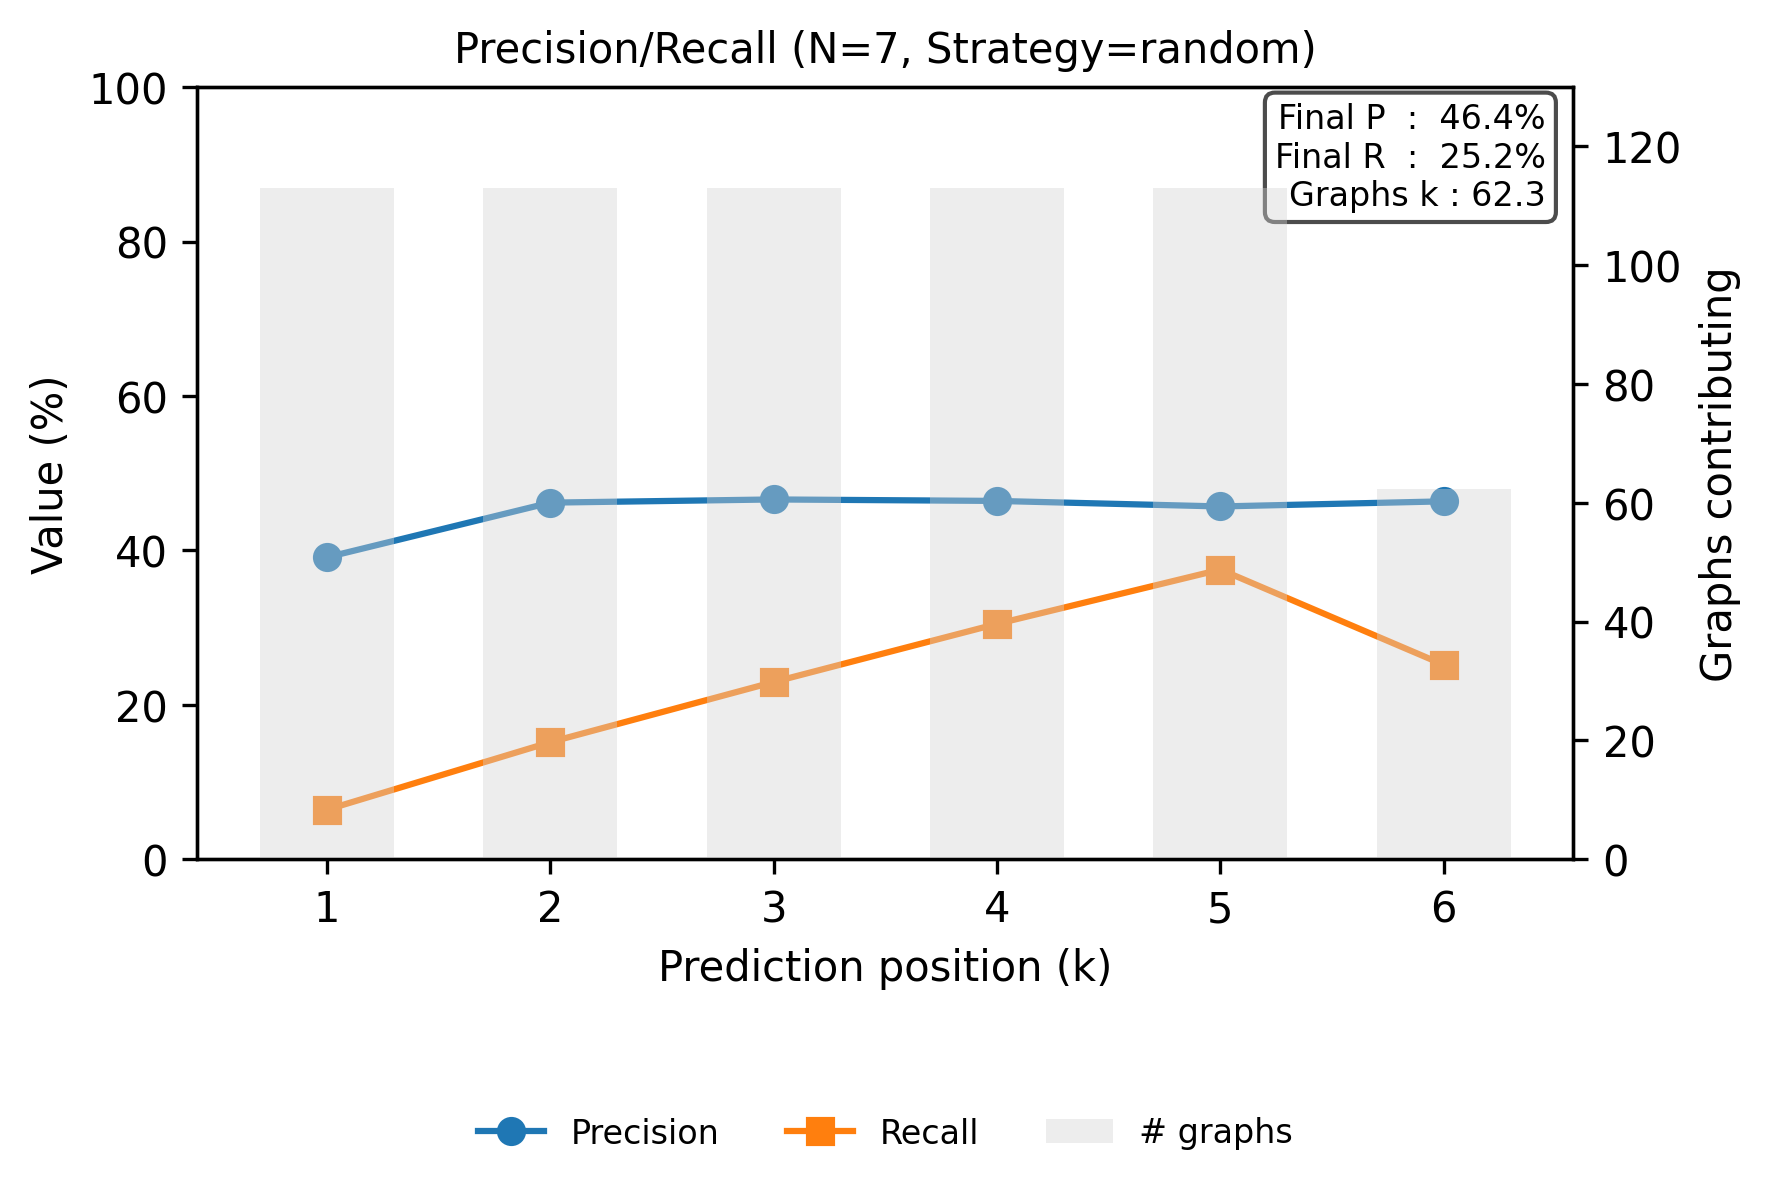 Precision/Recall (N=7, Strategy=random)
Final P : 46.4%
Final R : 25.2%
Graphs k : 62.3
100
80
60
40
20
0
Value (%)
120
100
80
60
40
20
0
Graphs contributing
1 2 3 4 5 6
Prediction position (k)
Precision Recall # graphs